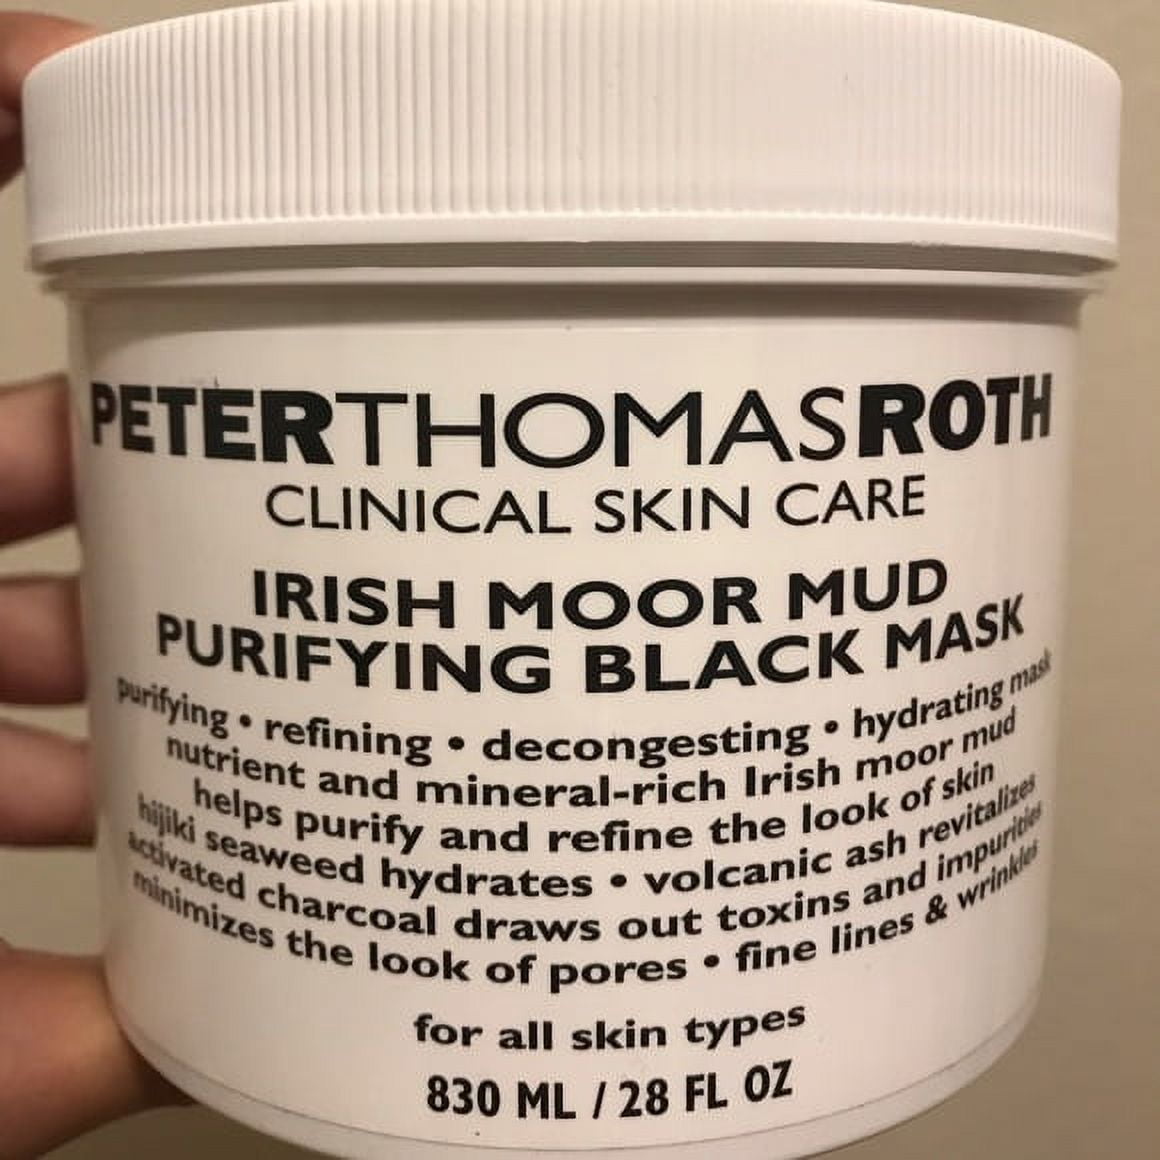 PETERTHOMASROTH
CLINICAL SKIN CARE
IRISH MOOR MUD
PURIFYING BLACK MASK
purifying • refining • decongesting • hydrating mask
nutrient and mineral-rich Irish moor mud
helps purify and refine the look of skin
hijiki seaweed hydrates • volcanic ash revitalizes
activated charcoal draws out toxins and impurities
minimizes the look of pores • fine lines & wrinkles
for all skin types
830 ML / 28 FL OZ